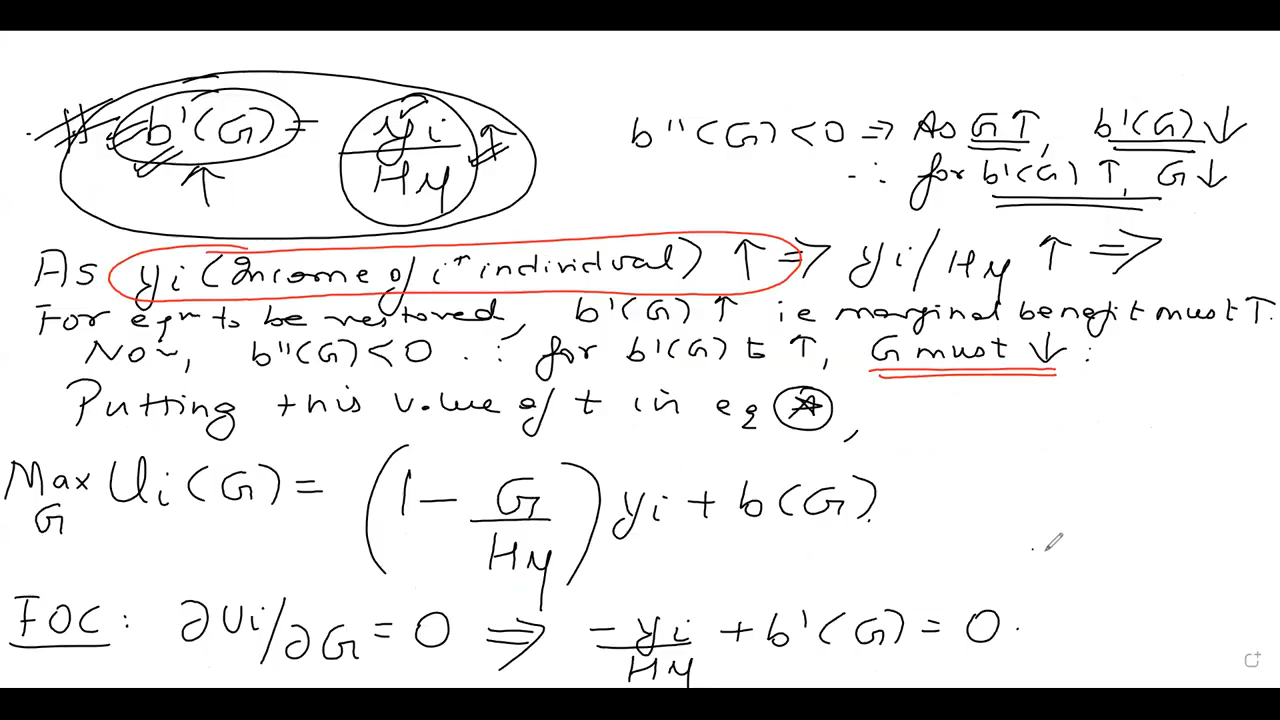 b'(G) = yi/Hy ↑
↑
b''(G) < 0 ⇒ As G ↑, b'(G) ↓
∴ for b'(G) ↑, G ↓
As yi (Income of ith individual) ↑ ⇒ yi/Hy ↑ ⇒
For eqm to be restored, b'(G) ↑ ie marginal benefit must ↑.
Now, b''(G) < 0 ∴ for b'(G) to ↑, G must ↓ :
Putting this value of t in eq *,
Max Ui(G) = (1 - G/Hy) yi + b(G).
G
FOC : ∂Ui/∂G = 0 ⇒ -yi/Hy + b'(G) = 0.